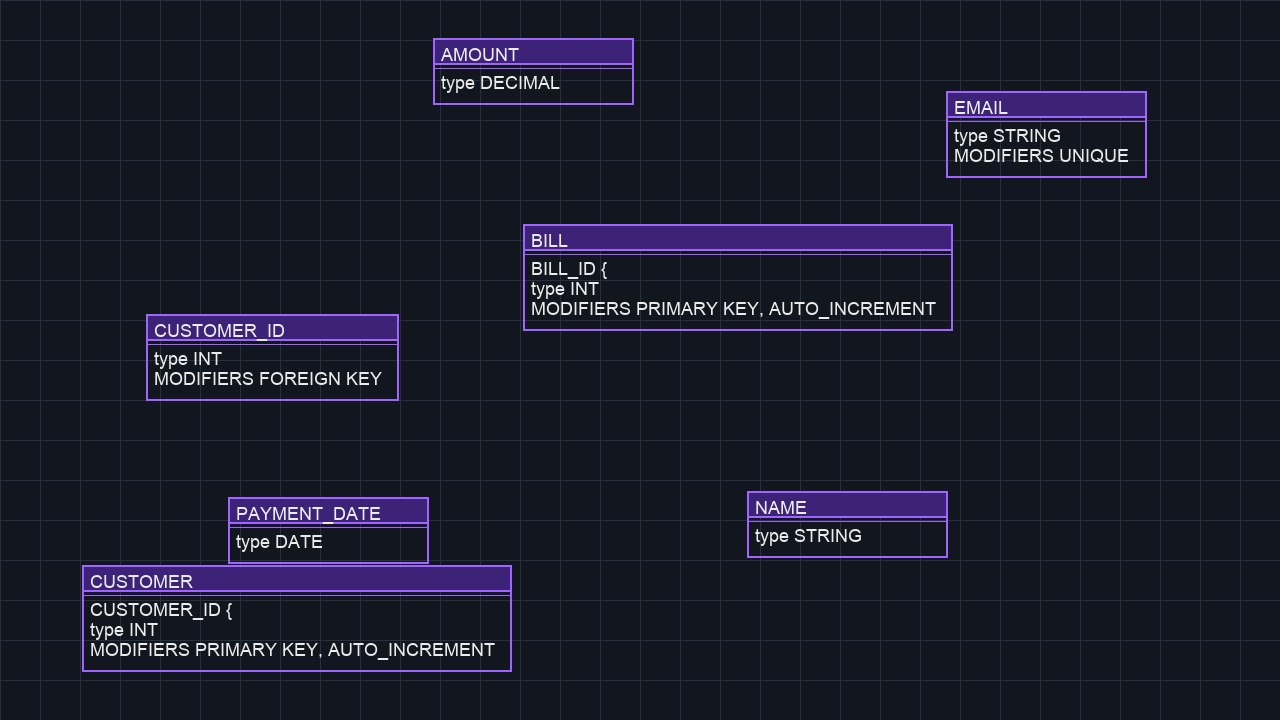 AMOUNT
type DECIMAL
EMAIL
type STRING
MODIFIERS UNIQUE
BILL
BILL_ID {
type INT
MODIFIERS PRIMARY KEY, AUTO_INCREMENT
CUSTOMER_ID
type INT
MODIFIERS FOREIGN KEY
PAYMENT_DATE
type DATE
NAME
type STRING
CUSTOMER
CUSTOMER_ID {
type INT
MODIFIERS PRIMARY KEY, AUTO_INCREMENT